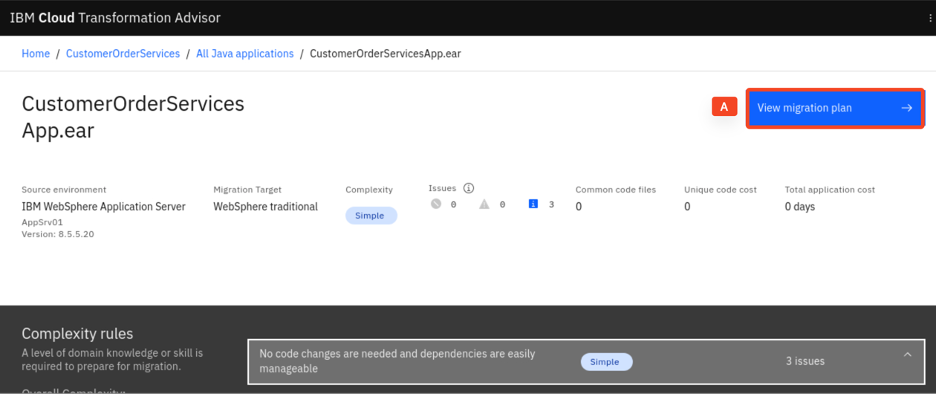 IBM Cloud Transformation Advisor
Home / CustomerOrderServices / All Java applications / CustomerOrderServicesApp.ear
CustomerOrderServices
App.ear
A
View migration plan
Source environment
IBM WebSphere Application Server
AppSrv01
Version: 8.5.5.20
Migration Target
WebSphere traditional
Complexity
Simple
Issues
0 0 3
Common code files
0
Unique code cost
0
Total application cost
0 days
Complexity rules
A level of domain knowledge or skill is
required to prepare for migration.
Overall Complexity:
No code changes are needed and dependencies are easily
manageable
Simple
3 issues